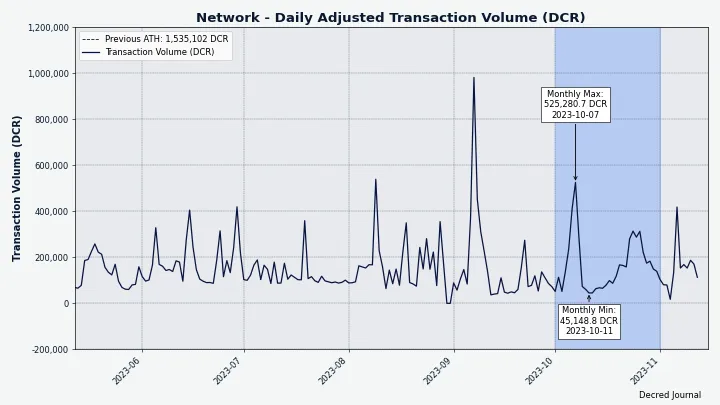 Network - Daily Adjusted Transaction Volume (DCR)
Previous ATH: 1,535,102 DCR
Transaction Volume (DCR)
Transaction Volume (DCR)
1,200,000
1,000,000
800,000
600,000
400,000
200,000
0
-200,000
Monthly Max:
525,280.7 DCR
2023-10-07
Monthly Min:
45,148.8 DCR
2023-10-11
2023-06
2023-07
2023-08
2023-09
2023-10
2023-11
Decred Journal